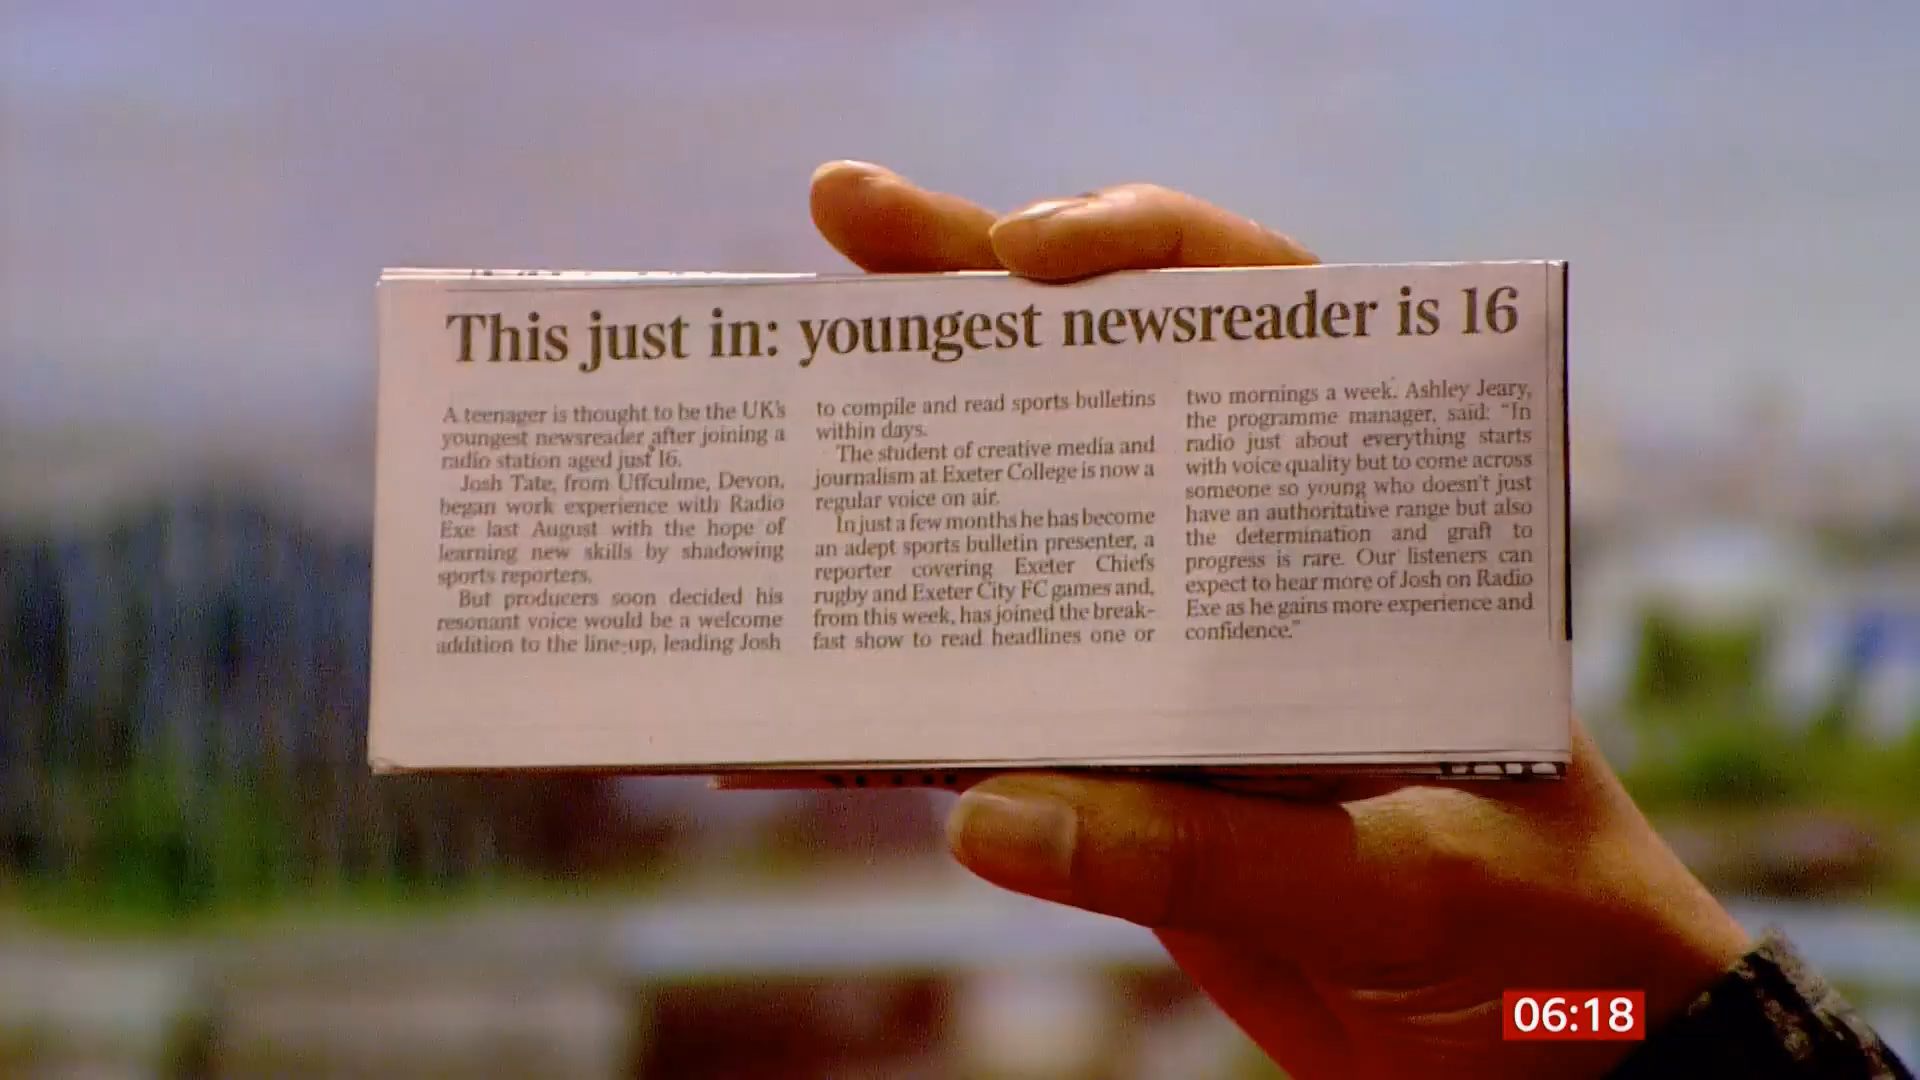 This just in: youngest newsreader is 16
A teenager is thought to be the UK's
youngest newsreader after joining a
radio station aged just 16.
Josh Tate, from Uffculme, Devon,
began work experience with Radio
Exe last August with the hope of
learning new skills by shadowing
sports reporters.
But producers soon decided his
resonant voice would be a welcome
addition to the line-up, leading Josh
to compile and read sports bulletins
within days.
The student of creative media and
journalism at Exeter College is now a
regular voice on air.
In just a few months he has become
an adept sports bulletin presenter, a
reporter covering Exeter Chiefs
rugby and Exeter City FC games and,
from this week, has joined the break-
fast show to read headlines one or
two mornings a week. Ashley Jeary,
the programme manager, said: “In
radio just about everything starts
with voice quality but to come across
someone so young who doesn't just
have an authoritative range but also
the determination and graft to
progress is rare. Our listeners can
expect to hear more of Josh on Radio
Exe as he gains more experience and
confidence.”
06:18